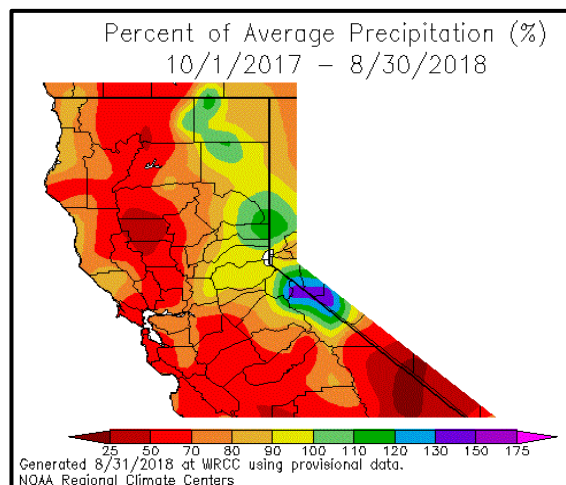 Percent of Average Precipitation (%)
10/1/2017 - 8/30/2018
25 50 70 80 90 100 110 120 130 150 175
Generated 8/31/2018 at WRCC using provisional data.
NOAA Regional Climate Centers